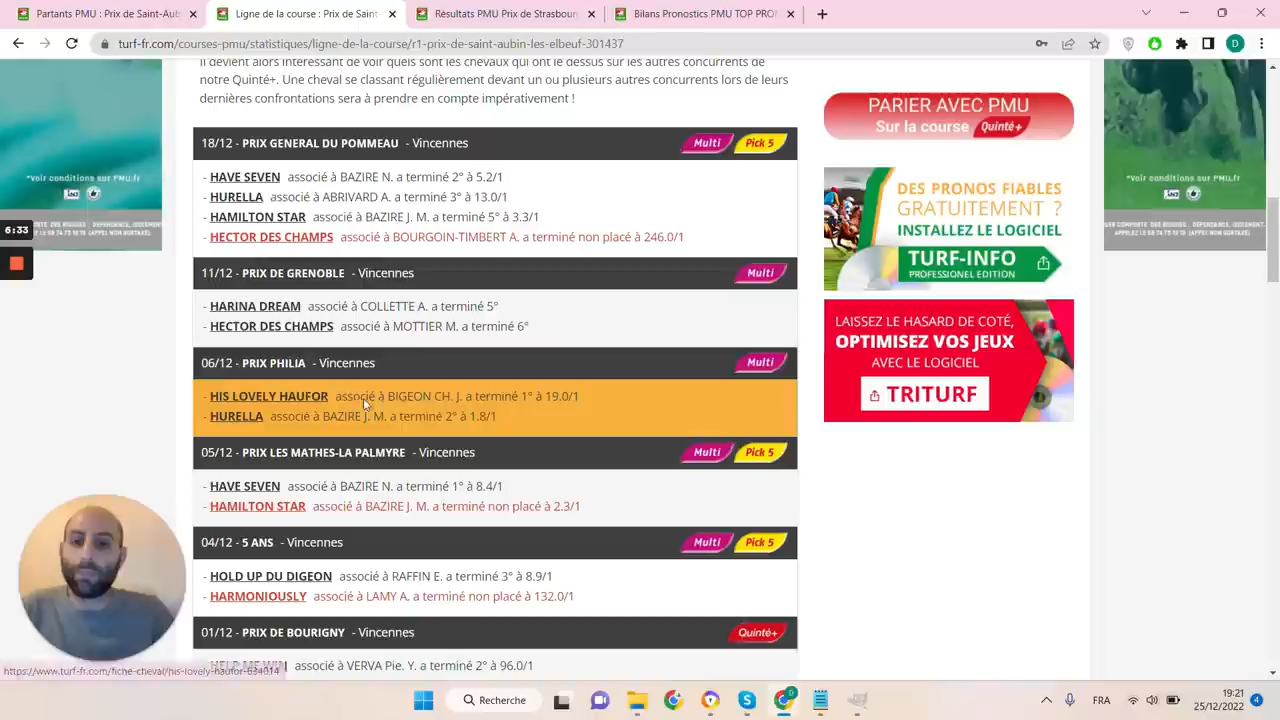 Partants : Prix de Saint-Aub
Ligne de course : Prix de Saint
Résultats PMU Prix de Strasbourg
Bilans Pronostics PMU TOP PRO
turf-fr.com/courses-pmu/statistiques/ligne-de-la-course/r1-prix-de-saint-aubin-les-elbeuf-301437
Il devient alors intéressant de voir quels sont les chevaux qui ont le dessus sur les autres concurrents de
notre Quinté+. Une cheval se classant régulièrement devant un ou plusieurs autres concurrents lors de leurs
dernières confrontations sera à prendre en compte impérativement !
18/12 - PRIX GENERAL DU POMMEAU - Vincennes Multi Pick 5
- HAVE SEVEN associé à BAZIRE N. a terminé 2° à 5.2/1
- HURELLA associé à ABRIVARD A. a terminé 3° à 13.0/1
- HAMILTON STAR associé à BAZIRE J. M. a terminé 5° à 3.3/1
- HECTOR DES CHAMPS associé à BOURGOIN IMBERT A. a terminé non placé à 246.0/1
11/12 - PRIX DE GRENOBLE - Vincennes Multi
- HARINA DREAM associé à COLLETTE A. a terminé 5°
- HECTOR DES CHAMPS associé à MOTTIER M. a terminé 6°
06/12 - PRIX PHILIA - Vincennes Multi
- HIS LOVELY HAUFOR associé à BIGEON CH. J. a terminé 1° à 19.0/1
- HURELLA associé à BAZIRE J. M. a terminé 2° à 1.8/1
05/12 - PRIX LES MATHES-LA PALMYRE - Vincennes Multi Pick 5
- HAVE SEVEN associé à BAZIRE N. a terminé 1° à 8.4/1
- HAMILTON STAR associé à BAZIRE J. M. a terminé non placé à 2.3/1
04/12 - 5 ANS - Vincennes Multi Pick 5
- HOLD UP DU DIGEON associé à RAFFIN E. a terminé 3° à 8.9/1
- HARMONIOUSLY associé à LAMY A. a terminé non placé à 132.0/1
01/12 - PRIX DE BOURIGNY - Vincennes Quinté+
- HELP ME WIN associé à VERVA Pie. Y. a terminé 2° à 96.0/1
PARIER AVEC PMU
Sur la course Quinté+
DES PRONOS FIABLES
GRATUITEMENT ?
INSTALLEZ LE LOGICIEL
TURF-INFO
PROFESSIONEL EDITION
LAISSEZ LE HASARD DE COTÉ,
OPTIMISEZ VOS JEUX
AVEC LE LOGICIEL
TRITURF
*Voir conditions sur PMU.fr
*Voir conditions sur PMU.fr
6:33
https://www.turf-fr.com/fiche-cheval/his-lovely-haufor-634014
Recherche
FRA
19:21
25/12/2022
4